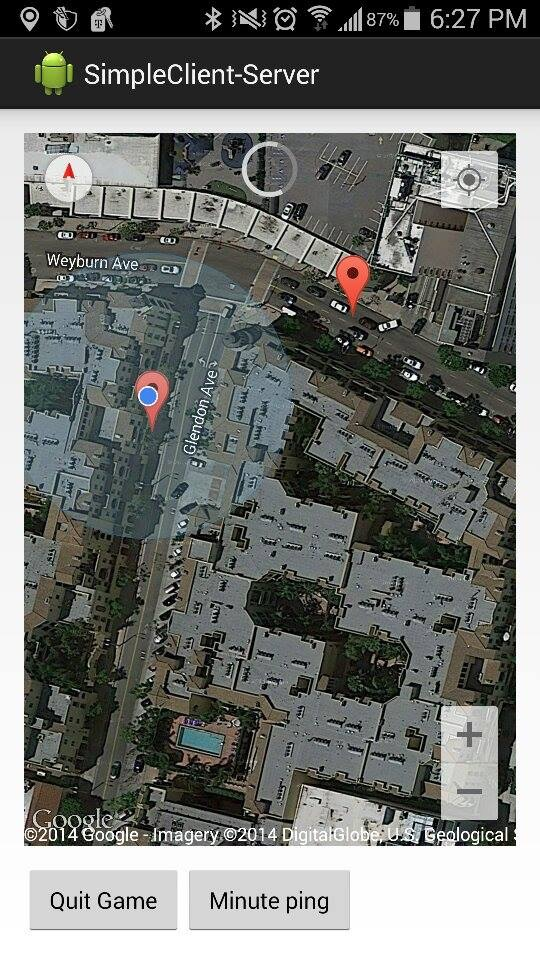 87% 6:27 PM
SimpleClient-Server
Weyburn Ave
Glendon Ave
Google
©2014 Google - Imagery ©2014 DigitalGlobe, U.S. Geological S
Quit Game Minute ping